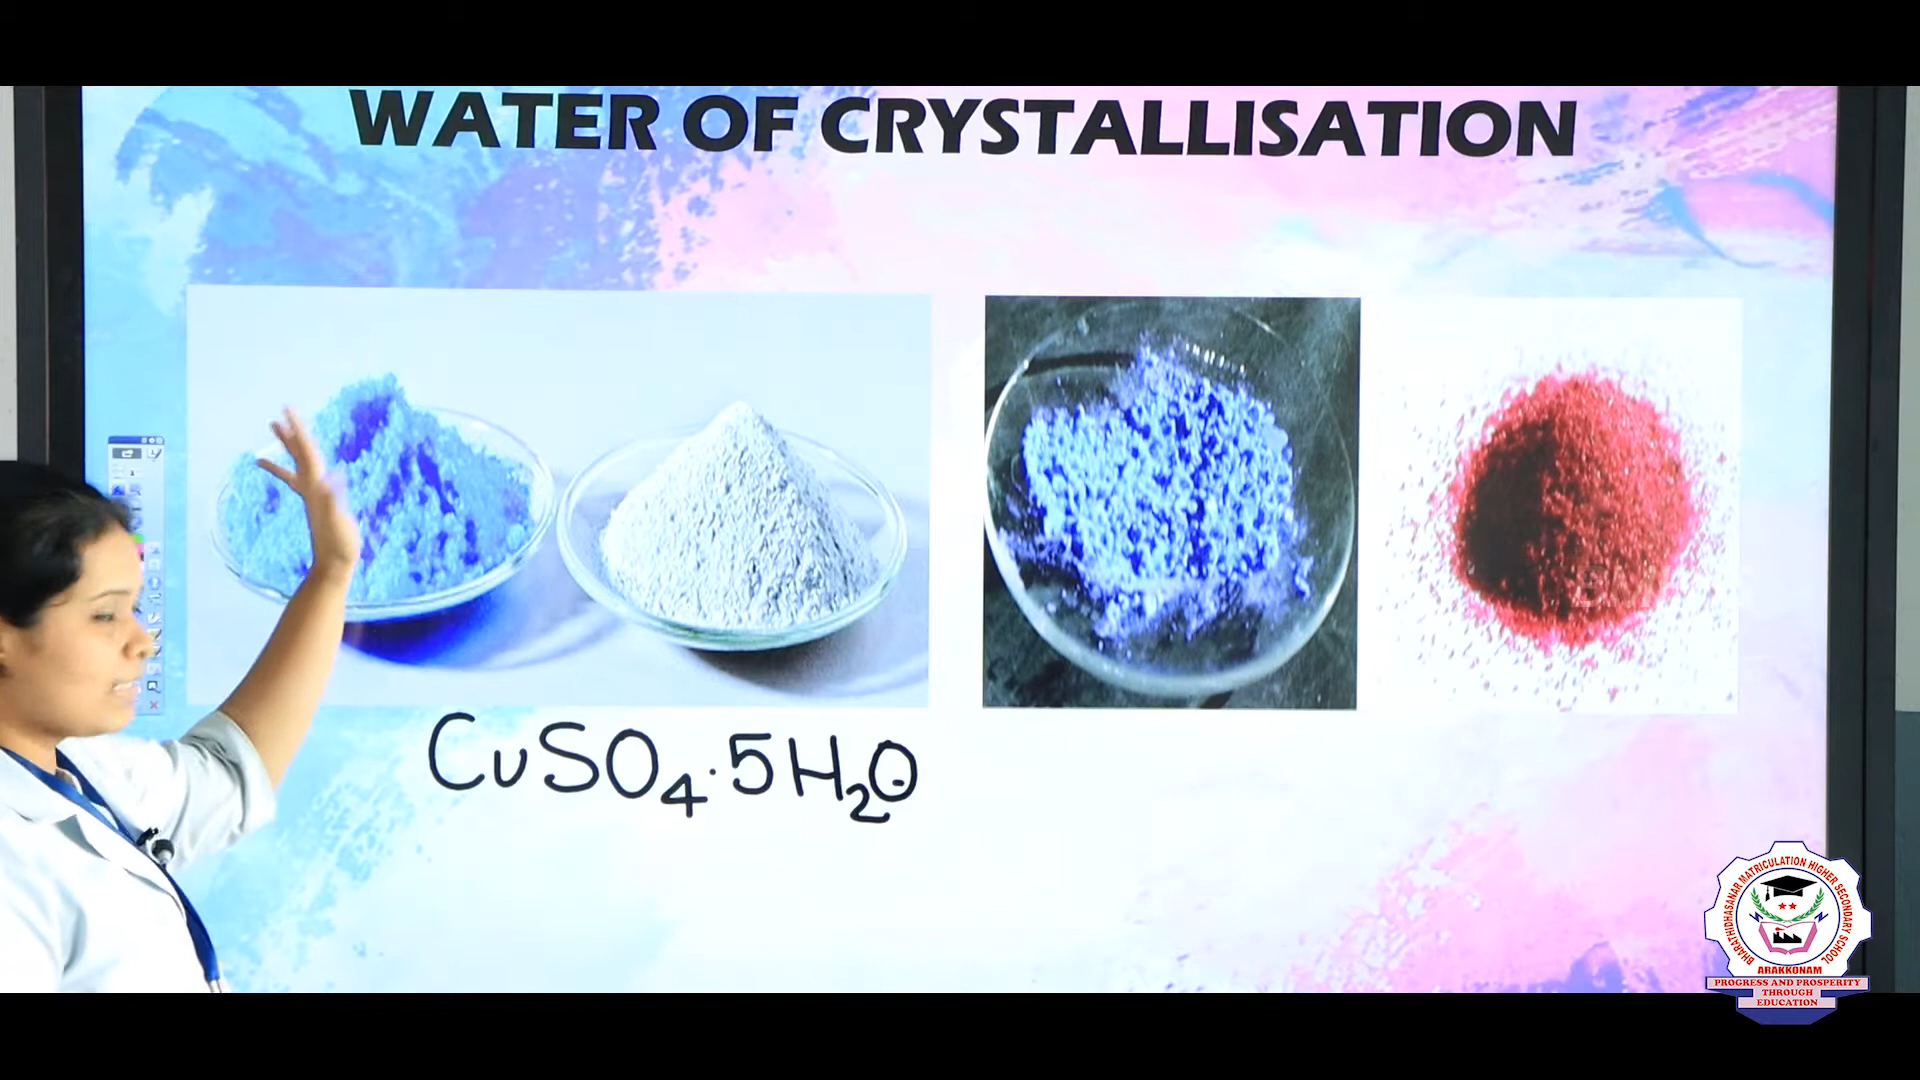 WATER OF CRYSTALLISATION
CuSO₄·5H₂O
BHARATHIDHASANAR MATRICULATION HIGHER SECONDARY SCHOOL
ARAKKONAM
PROGRESS AND PROSPERITY
THROUGH
EDUCATION